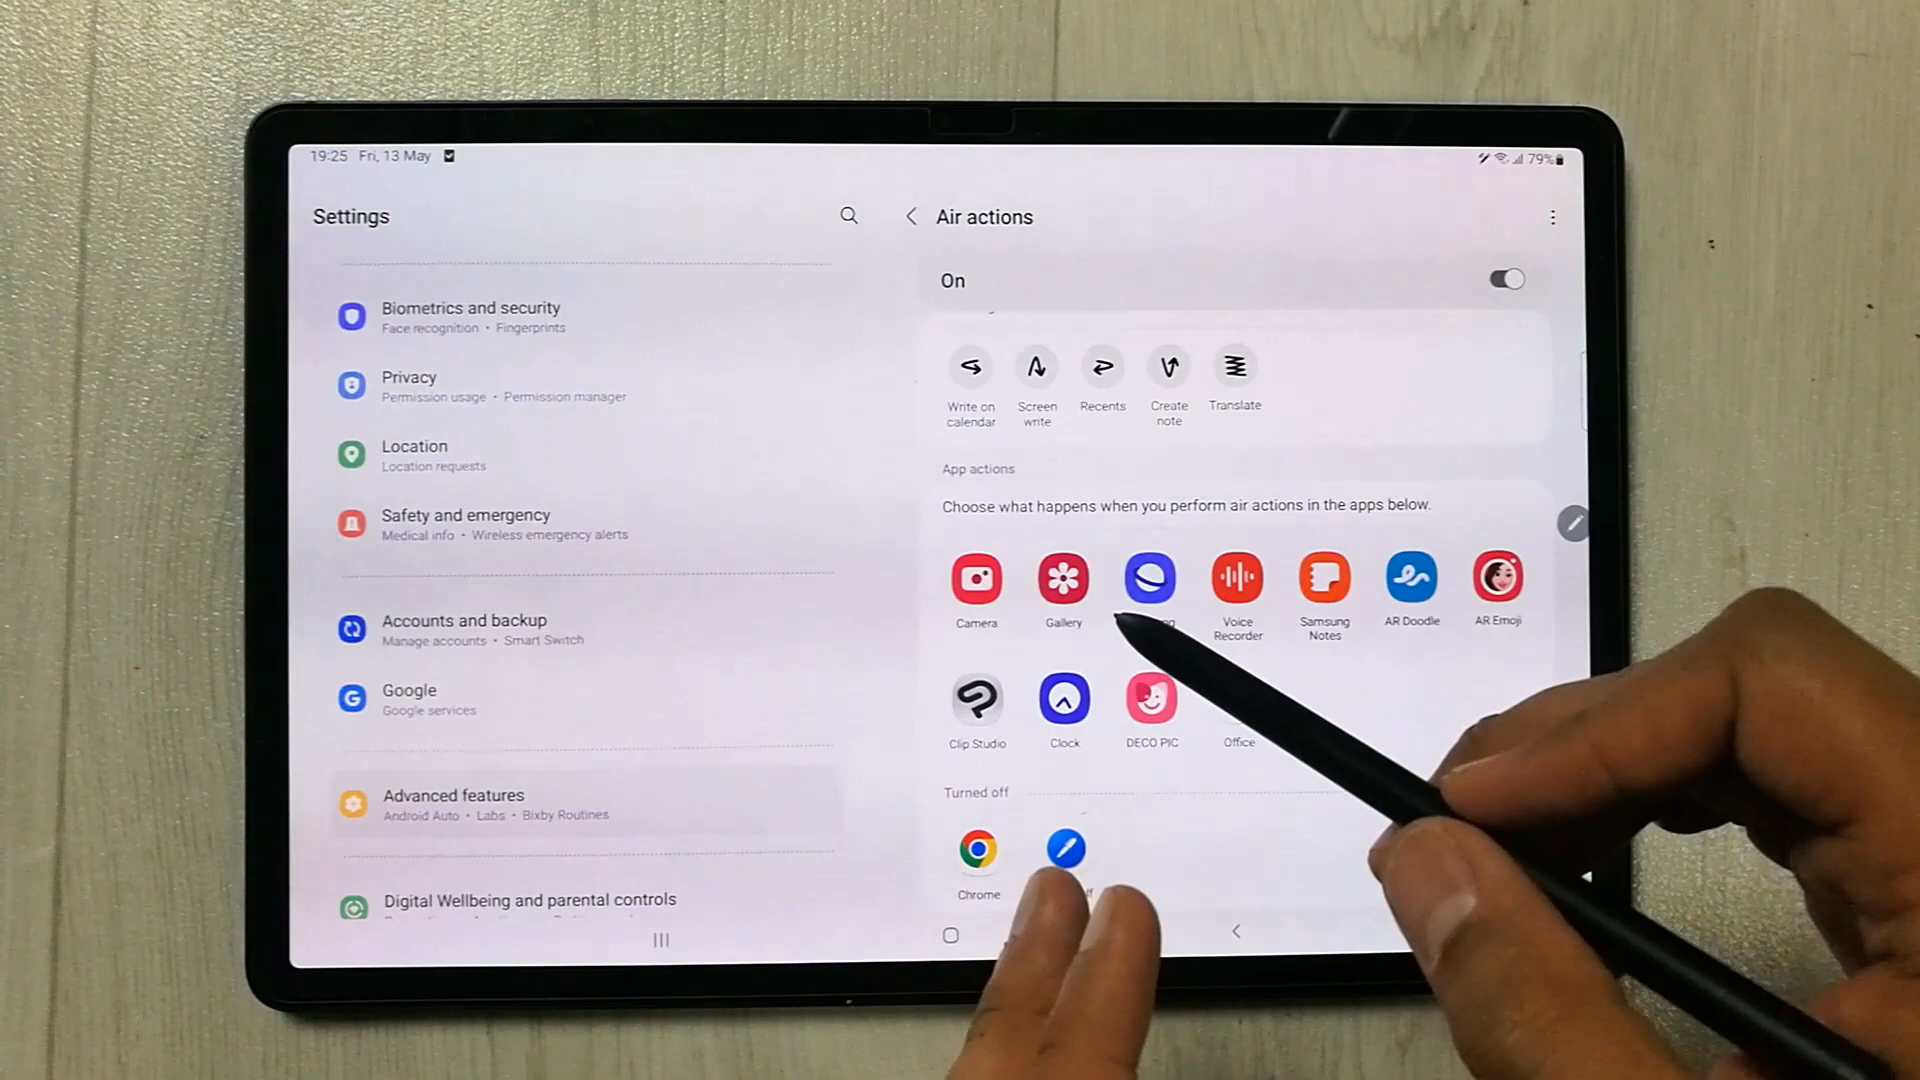 19:25 Fri, 13 May
79%
Settings
Air actions
On
Biometrics and security
Face recognition • Fingerprints
Privacy
Permission usage • Permission manager
Location
Location requests
Safety and emergency
Medical info • Wireless emergency alerts
Accounts and backup
Manage accounts • Smart Switch
Google
Google services
Advanced features
Android Auto • Labs • Bixby Routines
Digital Wellbeing and parental controls
Write on
calendar
Screen
write
Recents
Create
note
Translate
App actions
Choose what happens when you perform air actions in the apps below.
Camera
Gallery
Voice
Recorder
Samsung
Notes
AR Doodle
AR Emoji
Clip Studio
Clock
DECO PIC
Office
Turned off
Chrome